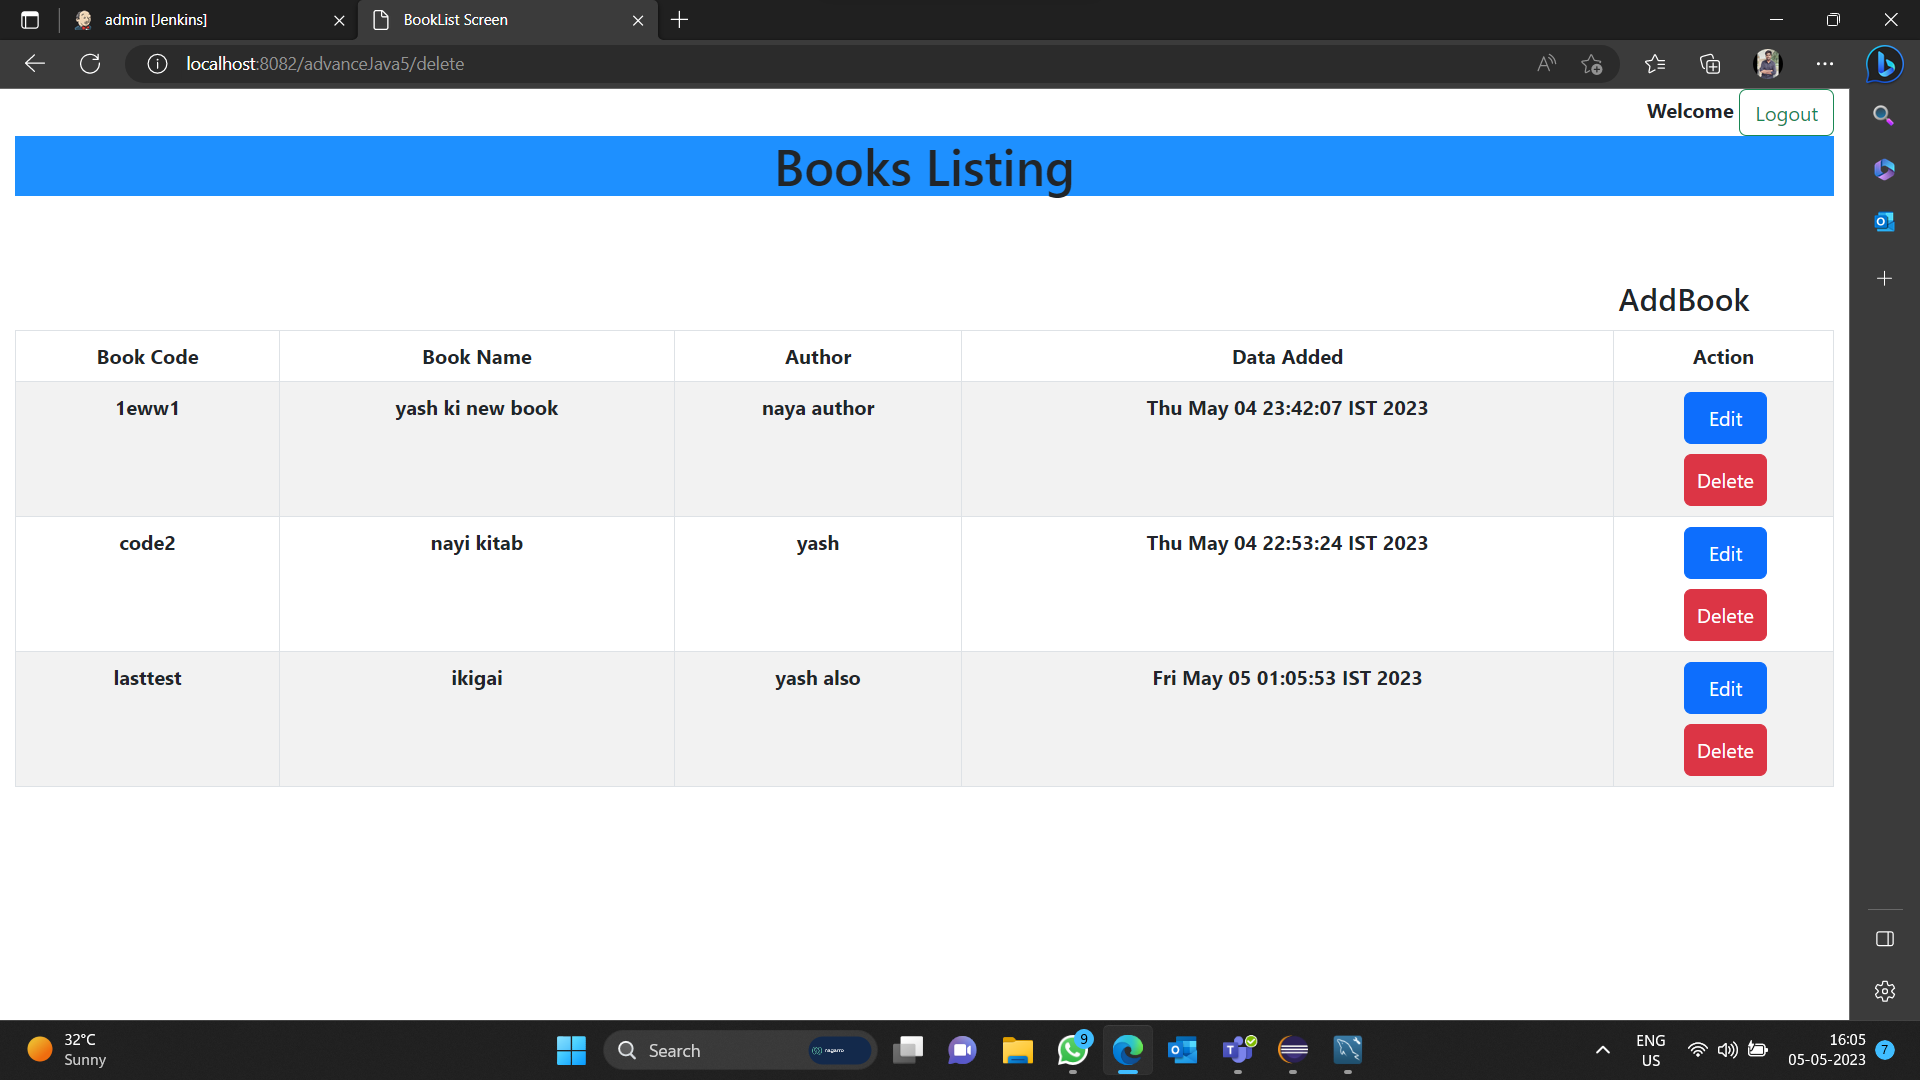 admin [Jenkins]
BookList Screen
localhost:8082/advanceJava5/delete
Welcome Logout
Books Listing
AddBook
Book Code Book Name Author Data Added Action
1eww1 yash ki new book naya author Thu May 04 23:42:07 IST 2023 Edit
Delete
code2 nayi kitab yash Thu May 04 22:53:24 IST 2023 Edit
Delete
lasttest ikigai yash also Fri May 05 01:05:53 IST 2023 Edit
Delete
32°C
Sunny
Search
nagarro
9
ENG
US
16:05
05-05-2023
7